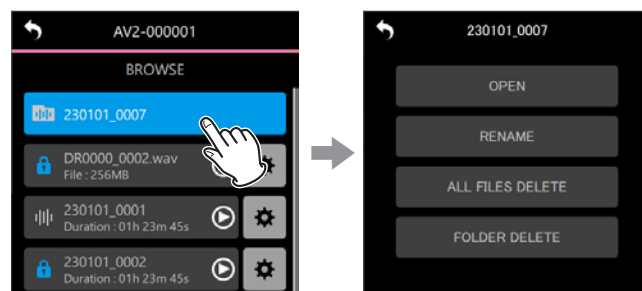 AV2-000001
BROWSE
230101_0007
DR0000_0002.wav
File : 256MB
230101_0001
Duration : 01h 23m 45s
230101_0002
Duration : 01h 23m 45s
230101_0007
OPEN
RENAME
ALL FILES DELETE
FOLDER DELETE